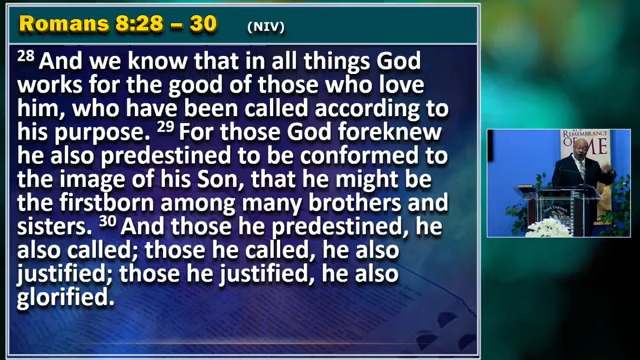 Romans 8:28 – 30 (NIV)
28 And we know that in all things God
works for the good of those who love
him, who have been called according to
his purpose. 29 For those God foreknew
he also predestined to be conformed to
the image of his Son, that he might be
the firstborn among many brothers and
sisters. 30 And those he predestined, he
also called; those he called, he also
justified; those he justified, he also
glorified.
REMEMBRANCE
OF ME